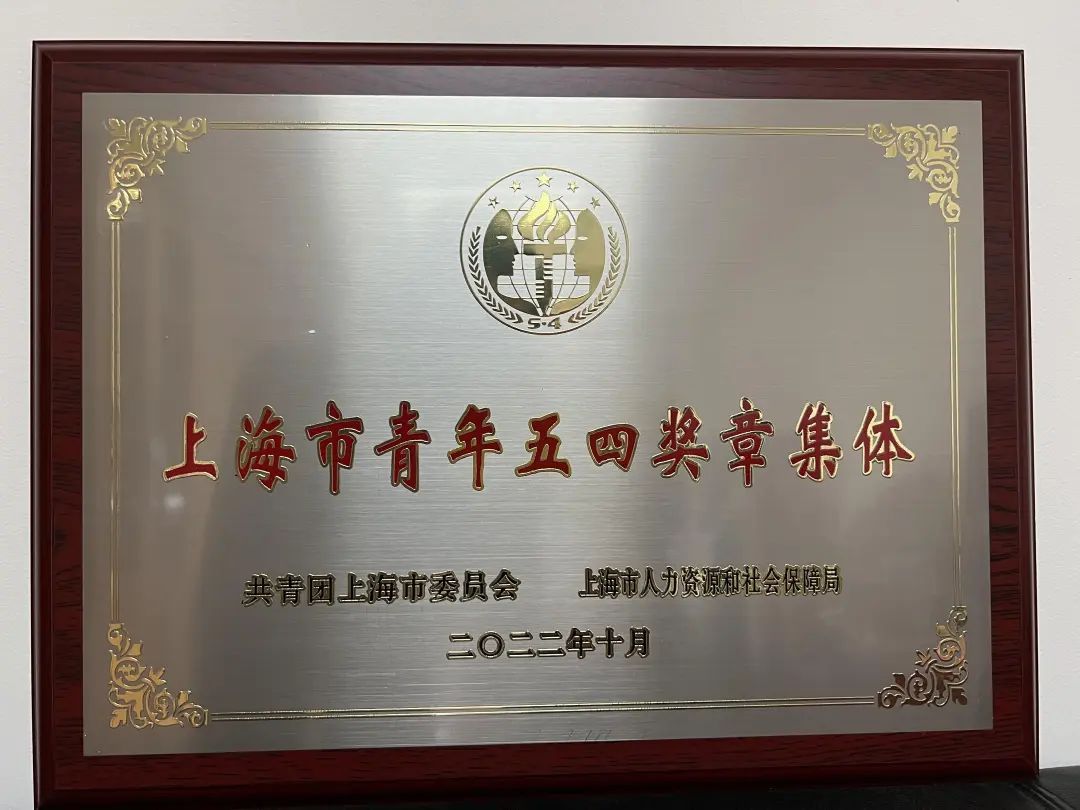 5·4
上海市青年五四奖章集体
共青团上海市委员会 上海市人力资源和社会保障局
二〇二二年十月